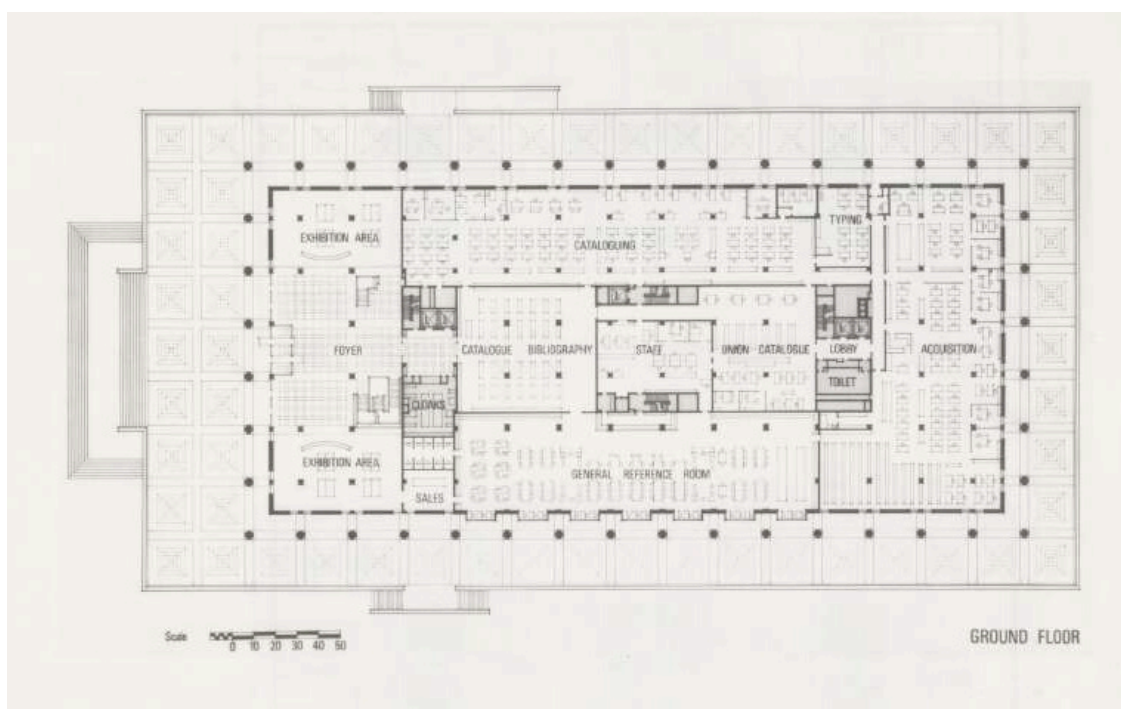 TYPING
EXHIBITION AREA
CATALOGUING
FOYER
CATALOGUE BIBLIOGRAPHY
STAFF
UNION CATALOGUE
LOBBY
ACQUISITION
TOILET
CLOAKS
EXHIBITION AREA
GENERAL REFERENCE ROOM
SALES
Scale
0 10 20 30 40 50
GROUND FLOOR